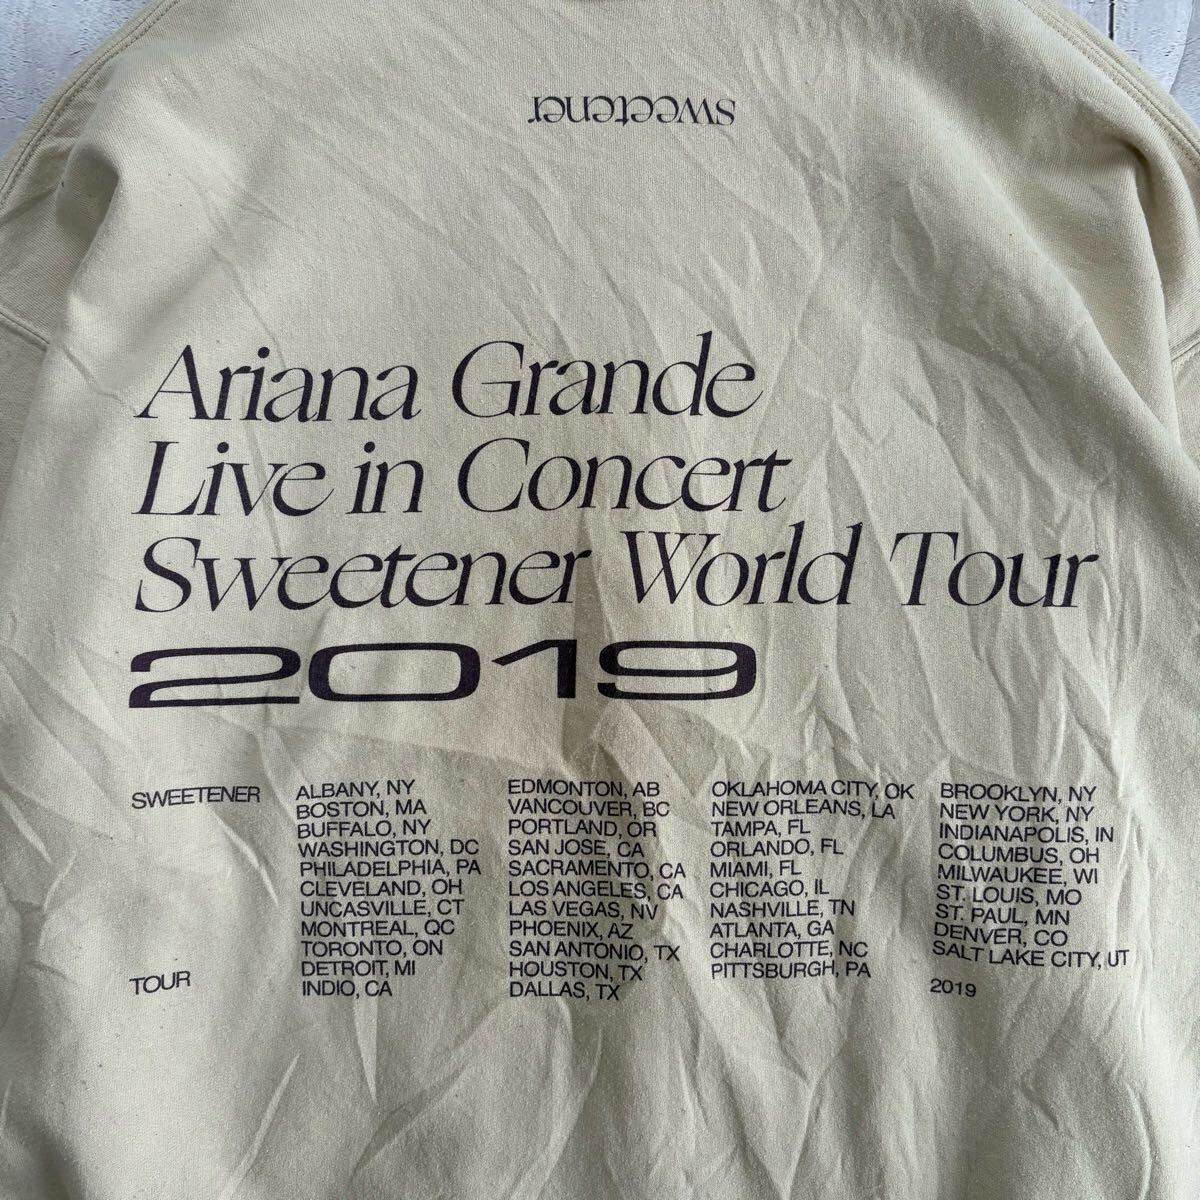 sweetener
Ariana Grande
Live in Concert
Sweetener World Tour
2019
SWEETENER
TOUR
ALBANY, NY
BOSTON, MA
BUFFALO, NY
WASHINGTON, DC
PHILADELPHIA, PA
CLEVELAND, OH
UNCASVILLE, CT
MONTREAL, QC
TORONTO, ON
DETROIT, MI
INDIO, CA
EDMONTON, AB
VANCOUVER, BC
PORTLAND, OR
SAN JOSE, CA
SACRAMENTO, CA
LOS ANGELES, CA
LAS VEGAS, NV
PHOENIX, AZ
SAN ANTONIO, TX
HOUSTON, TX
DALLAS, TX
OKLAHOMA CITY, OK
NEW ORLEANS, LA
TAMPA, FL
ORLANDO, FL
MIAMI, FL
CHICAGO, IL
NASHVILLE, TN
ATLANTA, GA
CHARLOTTE, NC
PITTSBURGH, PA
BROOKLYN, NY
NEW YORK, NY
INDIANAPOLIS, IN
COLUMBUS, OH
MILWAUKEE, WI
ST. LOUIS, MO
ST. PAUL, MN
DENVER, CO
SALT LAKE CITY, UT
2019